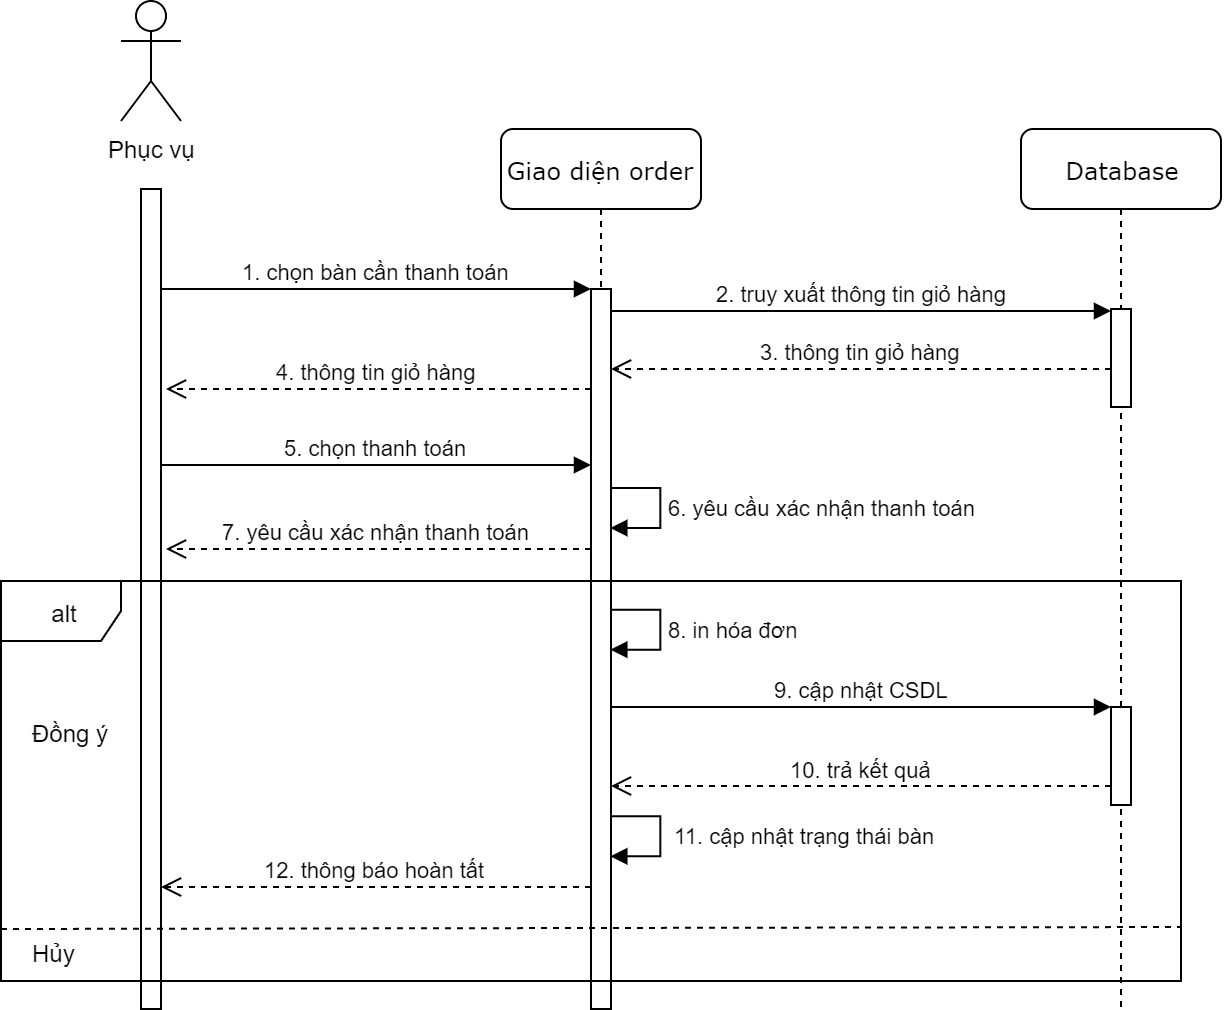 Phục vụ
Giao diện order
Database
1. chọn bàn cần thanh toán
2. truy xuất thông tin giỏ hàng
3. thông tin giỏ hàng
4. thông tin giỏ hàng
5. chọn thanh toán
6. yêu cầu xác nhận thanh toán
7. yêu cầu xác nhận thanh toán
alt
8. in hóa đơn
9. cập nhật CSDL
Đồng ý
10. trả kết quả
11. cập nhật trạng thái bàn
12. thông báo hoàn tất
Hủy